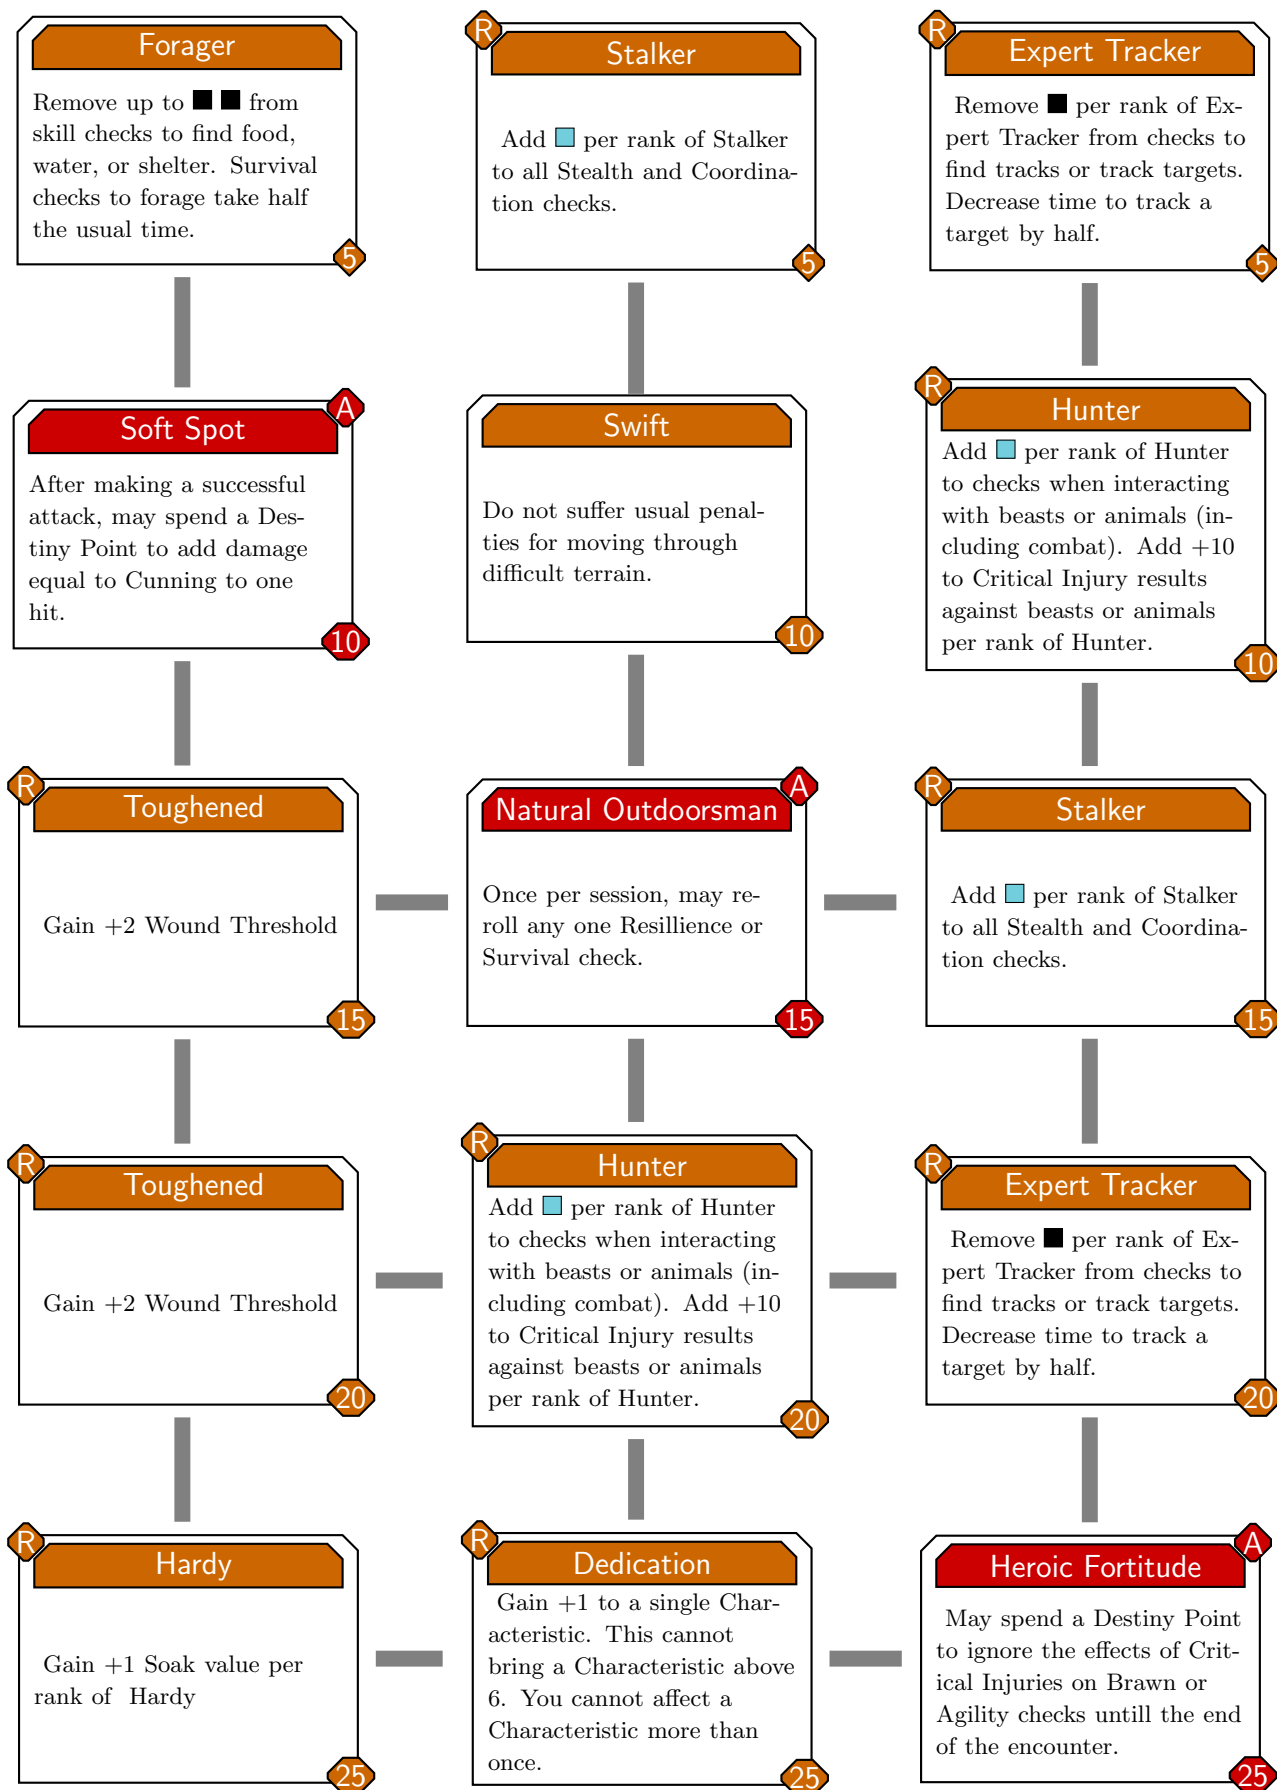 Forager
Remove up to ■ ■ from
skill checks to find food,
water, or shelter. Survival
checks to forage take half
the usual time.
5
R
Stalker
Add per rank of Stalker
to all Stealth and Coordina-
tion checks.
5
R
Expert Tracker
Remove ■ per rank of Ex-
pert Tracker from checks to
find tracks or track targets.
Decrease time to track a
target by half.
5
A
Soft Spot
After making a successful
attack, may spend a Des-
tiny Point to add damage
equal to Cunning to one
hit.
10
Swift
Do not suffer usual penal-
ties for moving through
difficult terrain.
10
R
Hunter
Add per rank of Hunter
to checks when interacting
with beasts or animals (in-
cluding combat). Add +10
to Critical Injury results
against beasts or animals
per rank of Hunter.
10
R
Toughened
Gain +2 Wound Threshold
15
A
Natural Outdoorsman
Once per session, may re-
roll any one Resillience or
Survival check.
15
R
Stalker
Add per rank of Stalker
to all Stealth and Coordina-
tion checks.
15
R
Toughened
Gain +2 Wound Threshold
20
R
Hunter
Add per rank of Hunter
to checks when interacting
with beasts or animals (in-
cluding combat). Add +10
to Critical Injury results
against beasts or animals
per rank of Hunter.
20
R
Expert Tracker
Remove ■ per rank of Ex-
pert Tracker from checks to
find tracks or track targets.
Decrease time to track a
target by half.
20
R
Hardy
Gain +1 Soak value per
rank of Hardy
25
R
Dedication
Gain +1 to a single Char-
acteristic. This cannot
bring a Characteristic above
6. You cannot affect a
Characteristic more than
once.
25
A
Heroic Fortitude
May spend a Destiny Point
to ignore the effects of Crit-
ical Injuries on Brawn or
Agility checks untill the end
of the encounter.
25